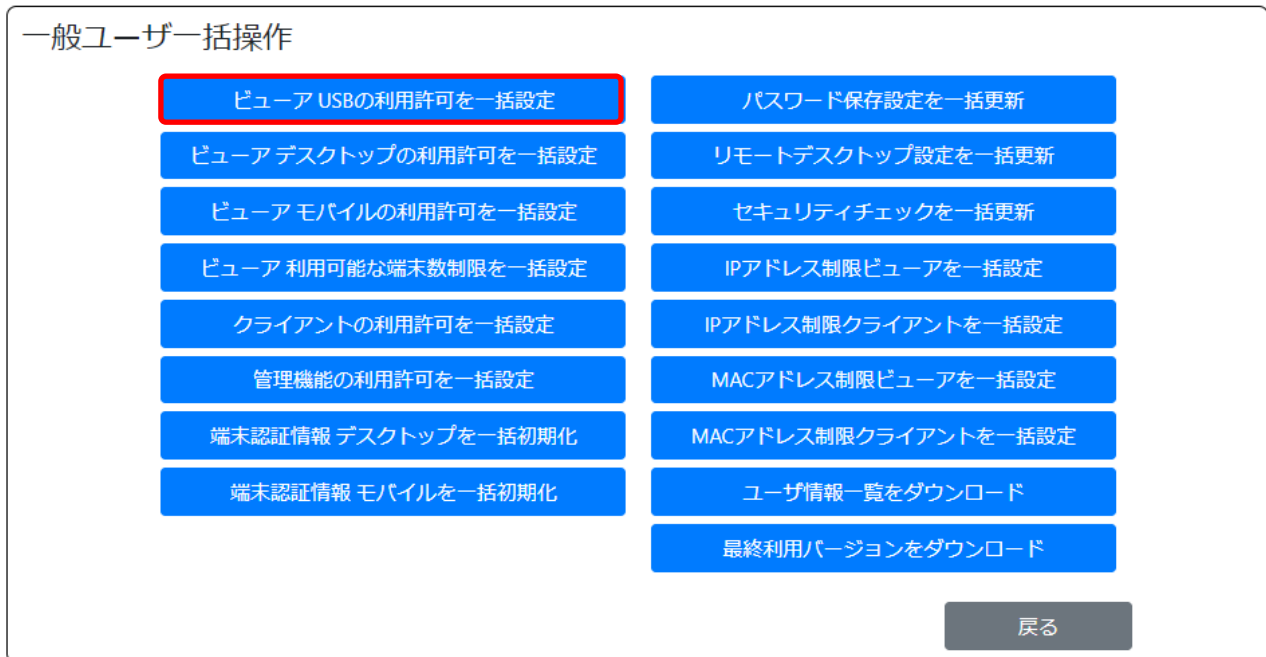 一般ユーザ一括操作
ビューア USBの利用許可を一括設定
パスワード保存設定を一括更新
ビューア デスクトップの利用許可を一括設定
リモートデスクトップ設定を一括更新
ビューア モバイルの利用許可を一括設定
セキュリティチェックを一括更新
ビューア 利用可能な端末数制限を一括設定
IPアドレス制限ビューアを一括設定
クライアントの利用許可を一括設定
IPアドレス制限クライアントを一括設定
管理機能の利用許可を一括設定
MACアドレス制限ビューアを一括設定
端末認証情報 デスクトップを一括初期化
MACアドレス制限クライアントを一括設定
端末認証情報 モバイルを一括初期化
ユーザ情報一覧をダウンロード
最終利用バージョンをダウンロード
戻る